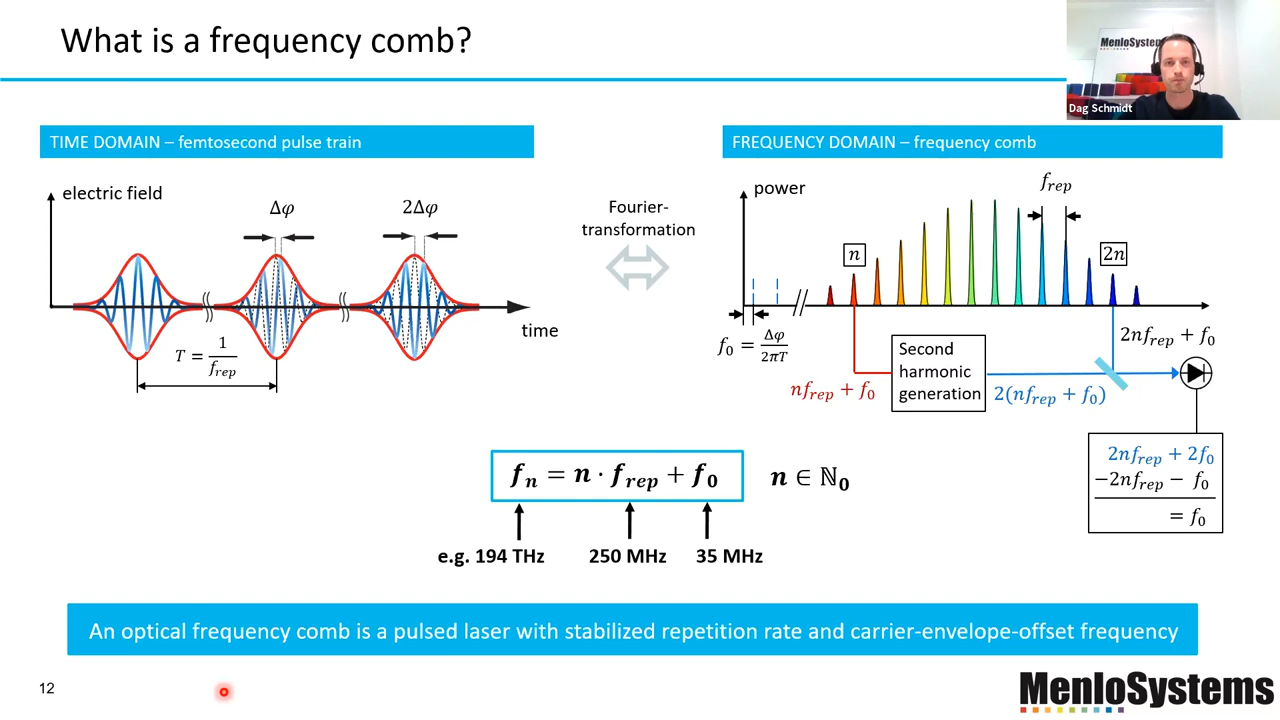 What is a frequency comb?
MenloSystems
Dag Schmidt
TIME DOMAIN – femtosecond pulse train
FREQUENCY DOMAIN – frequency comb
electric field
Δφ
2Δφ
time
T = 1/f_rep
Fourier-
transformation
power
f_rep
n
2n
f_0 = Δφ/2πT
2nf_rep + f_0
Second
harmonic
generation
nf_rep + f_0
2(nf_rep + f_0)
2nf_rep + 2f_0
−2nf_rep − f_0
= f_0
f_n = n · f_rep + f_0
n ∈ ℕ_0
e.g. 194 THz
250 MHz
35 MHz
An optical frequency comb is a pulsed laser with stabilized repetition rate and carrier-envelope-offset frequency
12
MenloSystems